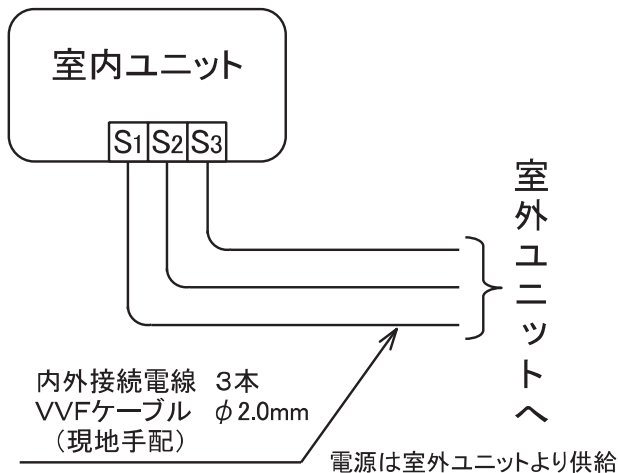 室内ユニット
S1 S2 S3
室外ユニットへ
内外接続電線 3本
VVFケーブル φ2.0mm
(現地手配)
電源は室外ユニットより供給